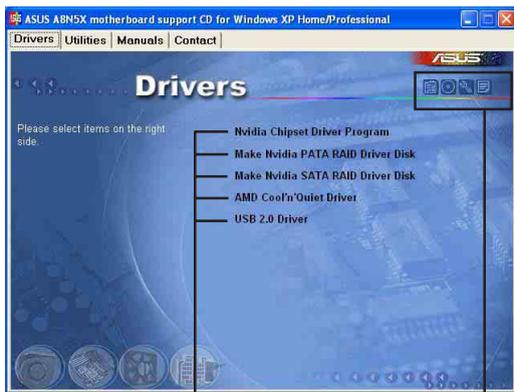 ASUS A8N5X motherboard support CD for Windows XP Home/Professional
Drivers Utilities Manuals Contact
ASUS
Drivers
Please select items on the right
side.
Nvidia Chipset Driver Program
Make Nvidia PATA RAID Driver Disk
Make Nvidia SATA RAID Driver Disk
AMD Cool'n'Quiet Driver
USB 2.0 Driver